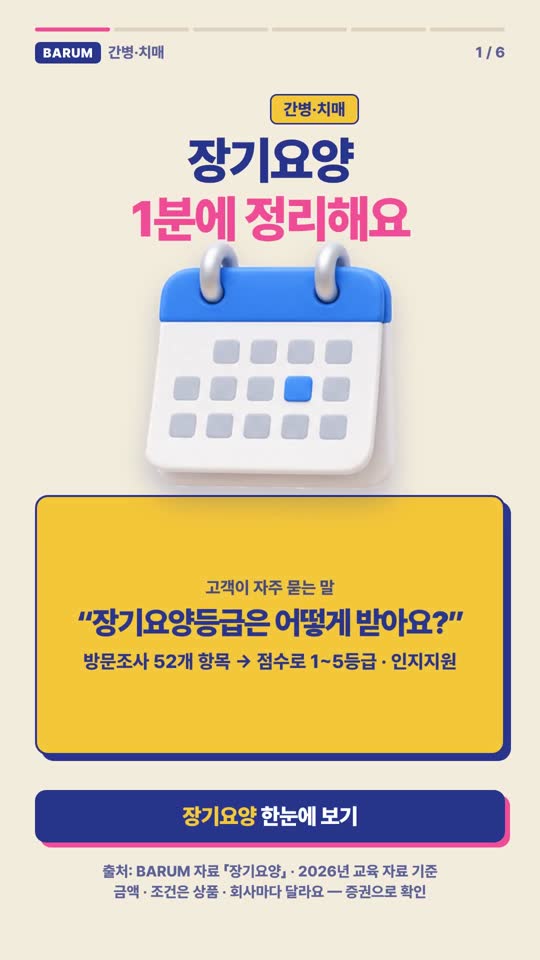 BARUM 간병·치매
1 / 6
간병·치매
장기요양
1분에 정리해요
고객이 자주 묻는 말
“장기요양등급은 어떻게 받아요?”
방문조사 52개 항목 → 점수로 1~5등급 · 인지지원
장기요양 한눈에 보기
출처: BARUM 자료 「장기요양」 · 2026년 교육 자료 기준
금액 · 조건은 상품 · 회사마다 달라요 — 증권으로 확인